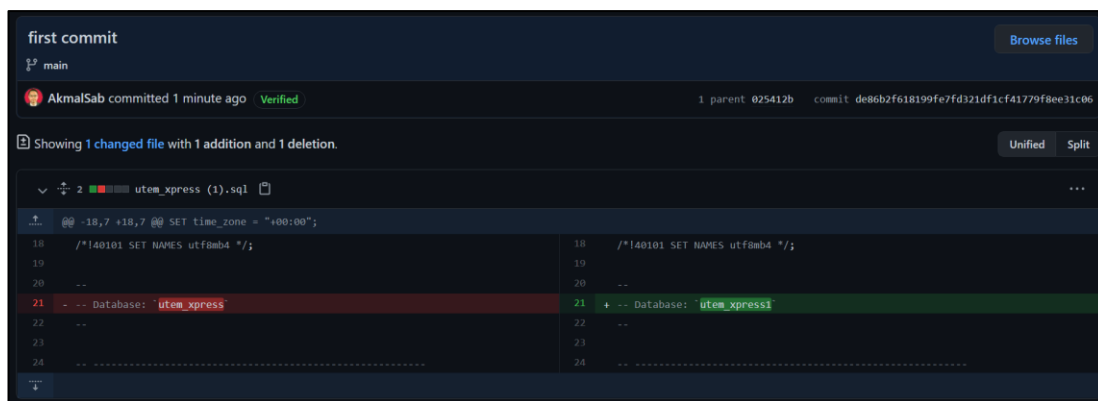 first commit
Browse files
main
AkmalSab committed 1 minute ago Verified
1 parent 025412b commit de86b2f618199fe7fd321df1cf41779f8ee31c06
Showing 1 changed file with 1 addition and 1 deletion.
Unified Split
2 utem_xpress (1).sql
@@ -18,7 +18,7 @@ SET time_zone = "+00:00";
18 /*!40101 SET NAMES utf8mb4 */; 18 /*!40101 SET NAMES utf8mb4 */;
19 19
20 -- 20 --
21 - -- Database: `utem_xpress` 21 + -- Database: `utem_xpress1`
22 -- 22 --
23 23
24 -- -------------------------------------------------------- 24 -- --------------------------------------------------------